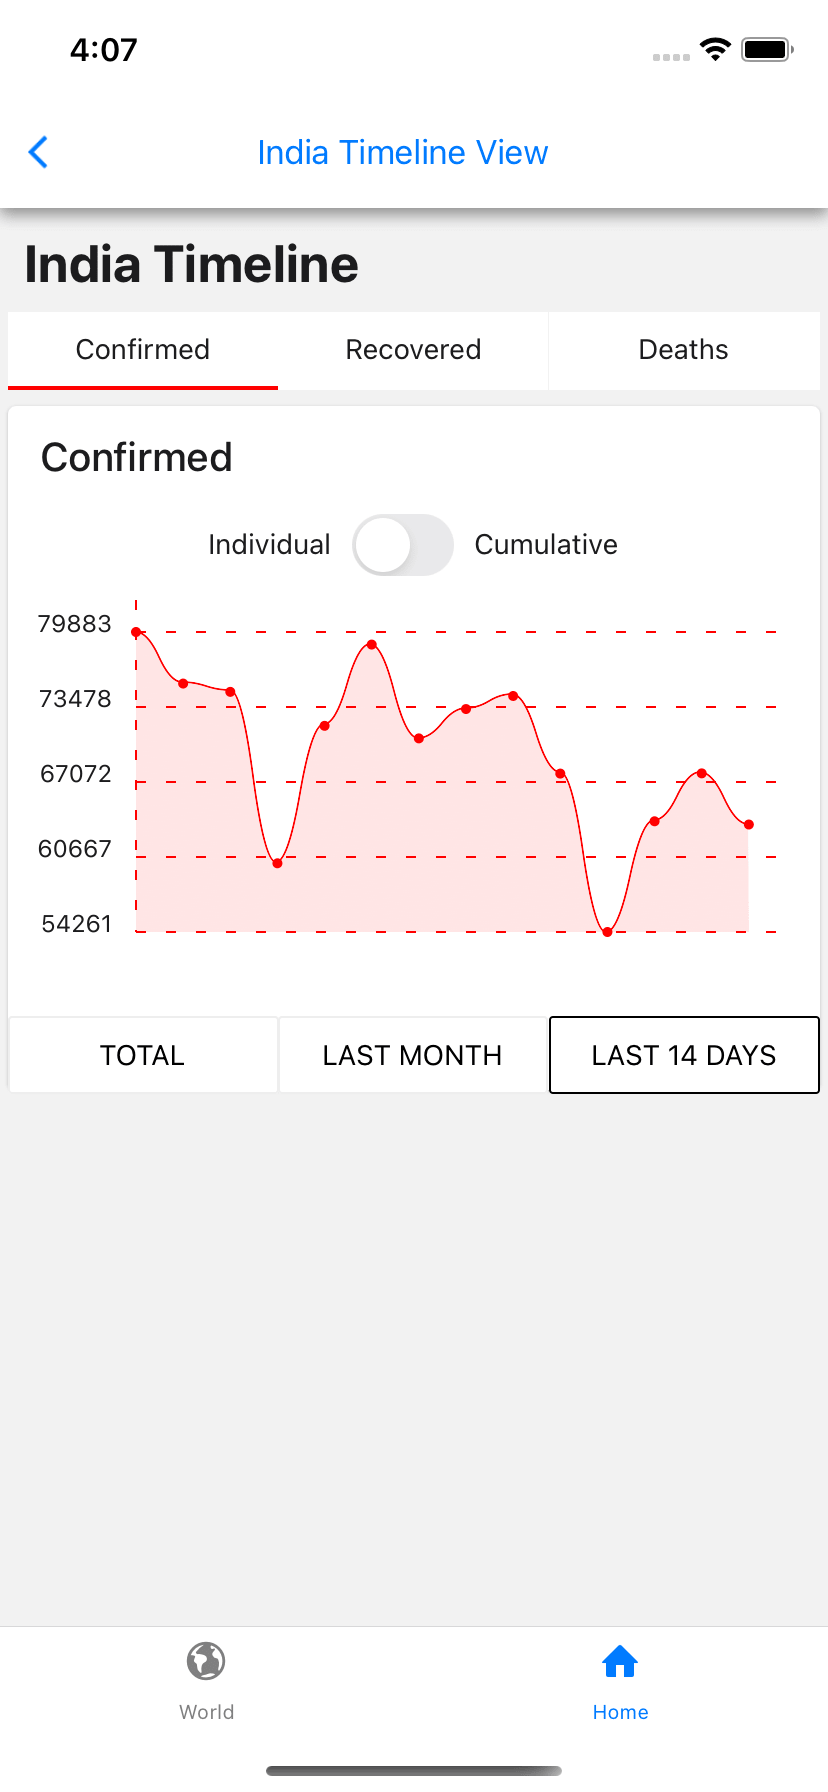 4:07
India Timeline View
India Timeline
Confirmed
Recovered
Deaths
Confirmed
Individual
Cumulative
79883
73478
67072
60667
54261
TOTAL
LAST MONTH
LAST 14 DAYS
World
Home